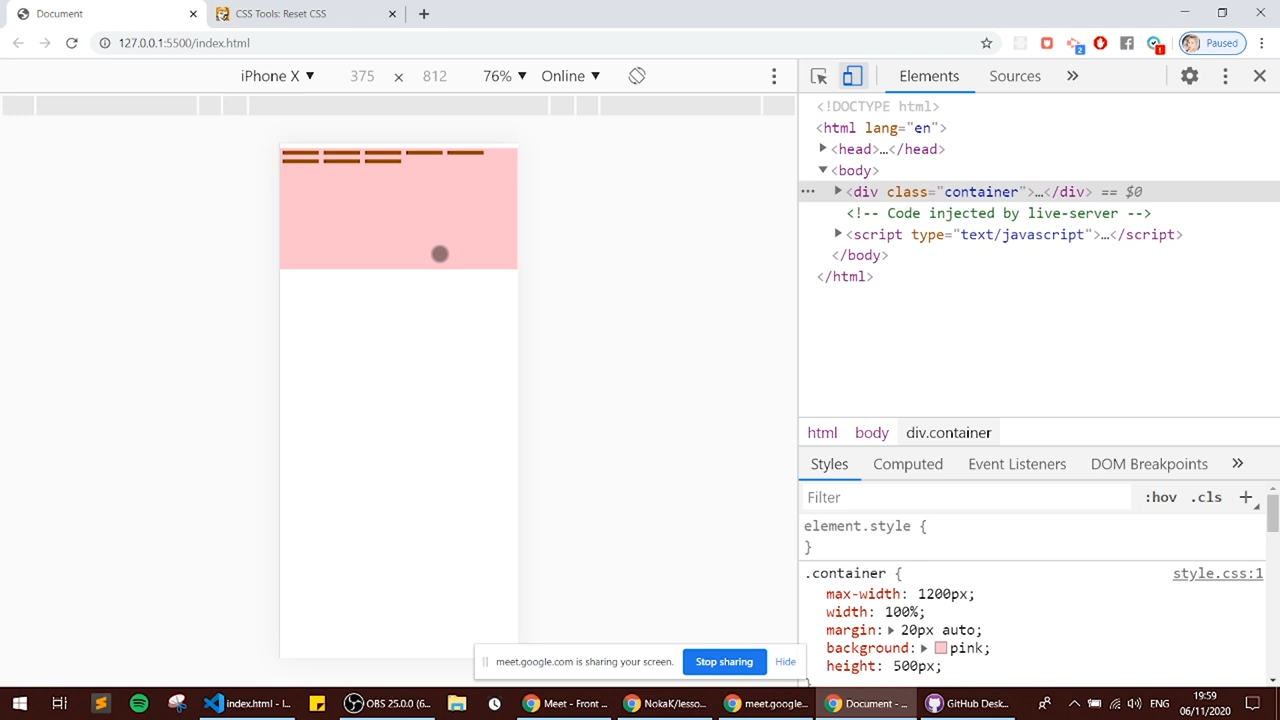 Document
CSS Tools: Reset CSS
127.0.0.1:5500/index.html
2
Paused
iPhone X
375 × 812
76%
Online
Elements
Sources
<!DOCTYPE html>
<html lang="en">
<head>…</head>
<body>
<div class="container">…</div> == $0
<!-- Code injected by live-server -->
<script type="text/javascript">…</script>
</body>
</html>
html body div.container
Styles
Computed
Event Listeners
DOM Breakpoints
Filter
:hov .cls
element.style {
}
.container {
style.css:1
max-width: 1200px;
width: 100%;
margin: 20px auto;
background: pink;
height: 500px;
}
meet.google.com is sharing your screen.
Stop sharing
Hide
index.html - I...
OBS 25.0.0 (6...
Meet - Front ...
NokaK/lesso...
meet.google...
Document - ...
GitHub Desk...
19:59
06/11/2020